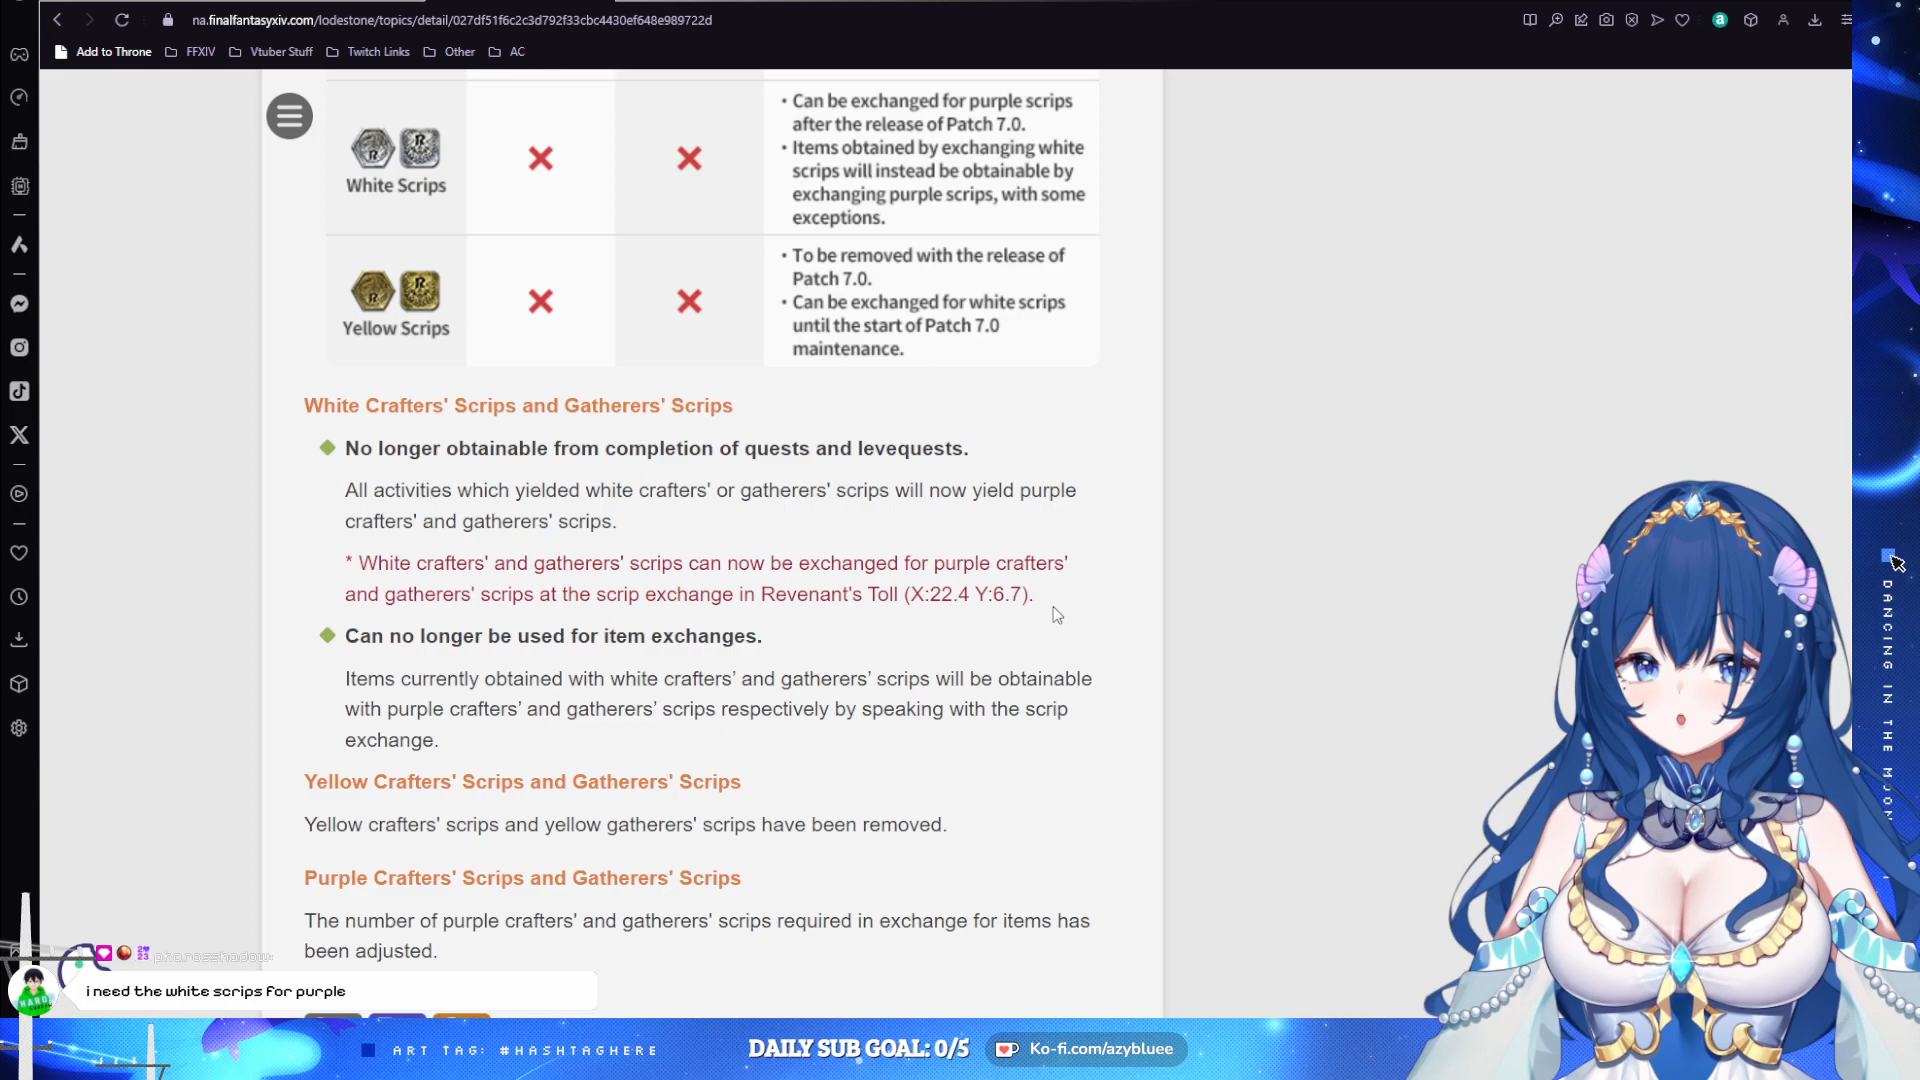 na.finalfantasyxiv.com/lodestone/topics/detail/027df51f6c2c3d792f33cbc4430ef648e989722d
Add to Throne
FFXIV
Vtuber Stuff
Twitch Links
Other
AC
White Scrips
・Can be exchanged for purple scrips
after the release of Patch 7.0.
・Items obtained by exchanging white
scrips will instead be obtainable by
exchanging purple scrips, with some
exceptions.
Yellow Scrips
・To be removed with the release of
Patch 7.0.
・Can be exchanged for white scrips
until the start of Patch 7.0
maintenance.
White Crafters' Scrips and Gatherers' Scrips
No longer obtainable from completion of quests and levequests.
All activities which yielded white crafters' or gatherers' scrips will now yield purple
crafters' and gatherers' scrips.
* White crafters' and gatherers' scrips can now be exchanged for purple crafters'
and gatherers' scrips at the scrip exchange in Revenant's Toll (X:22.4 Y:6.7).
Can no longer be used for item exchanges.
Items currently obtained with white crafters’ and gatherers’ scrips will be obtainable
with purple crafters’ and gatherers’ scrips respectively by speaking with the scrip
exchange.
Yellow Crafters' Scrips and Gatherers' Scrips
Yellow crafters' scrips and yellow gatherers' scrips have been removed.
Purple Crafters' Scrips and Gatherers' Scrips
The number of purple crafters' and gatherers' scrips required in exchange for items has
been adjusted.
pharosshadow
i need the white scrips for purple
ART TAG: #HASHTAGHERE
DAILY SUB GOAL: 0/5
Ko-fi.com/azybluee
DANCING IN THE MOON